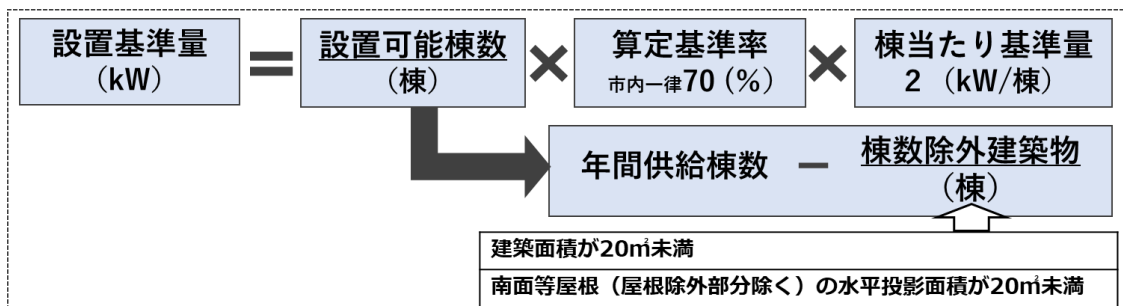 設置基準量
(kW)
=
設置可能棟数
(棟)
×
算定基準率
市内一律70 (%)
×
棟当たり基準量
2 (kW/棟)
年間供給棟数
−
棟数除外建築物
(棟)
建築面積が20㎡未満
南面等屋根（屋根除外部分除く）の水平投影面積が20㎡未満